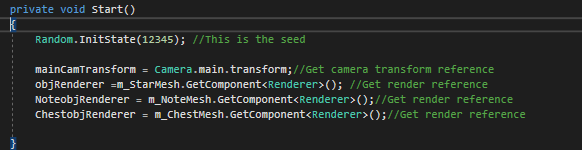 private void Start()
{
Random.InitState(12345); //This is the seed
mainCamTransform = Camera.main.transform;//Get camera transform reference
objRenderer =m_StarMesh.GetComponent<Renderer>(); //Get render reference
NoteobjRenderer = m_NoteMesh.GetComponent<Renderer>();//Get render reference
ChestobjRenderer = m_ChestMesh.GetComponent<Renderer>();//Get render reference
}